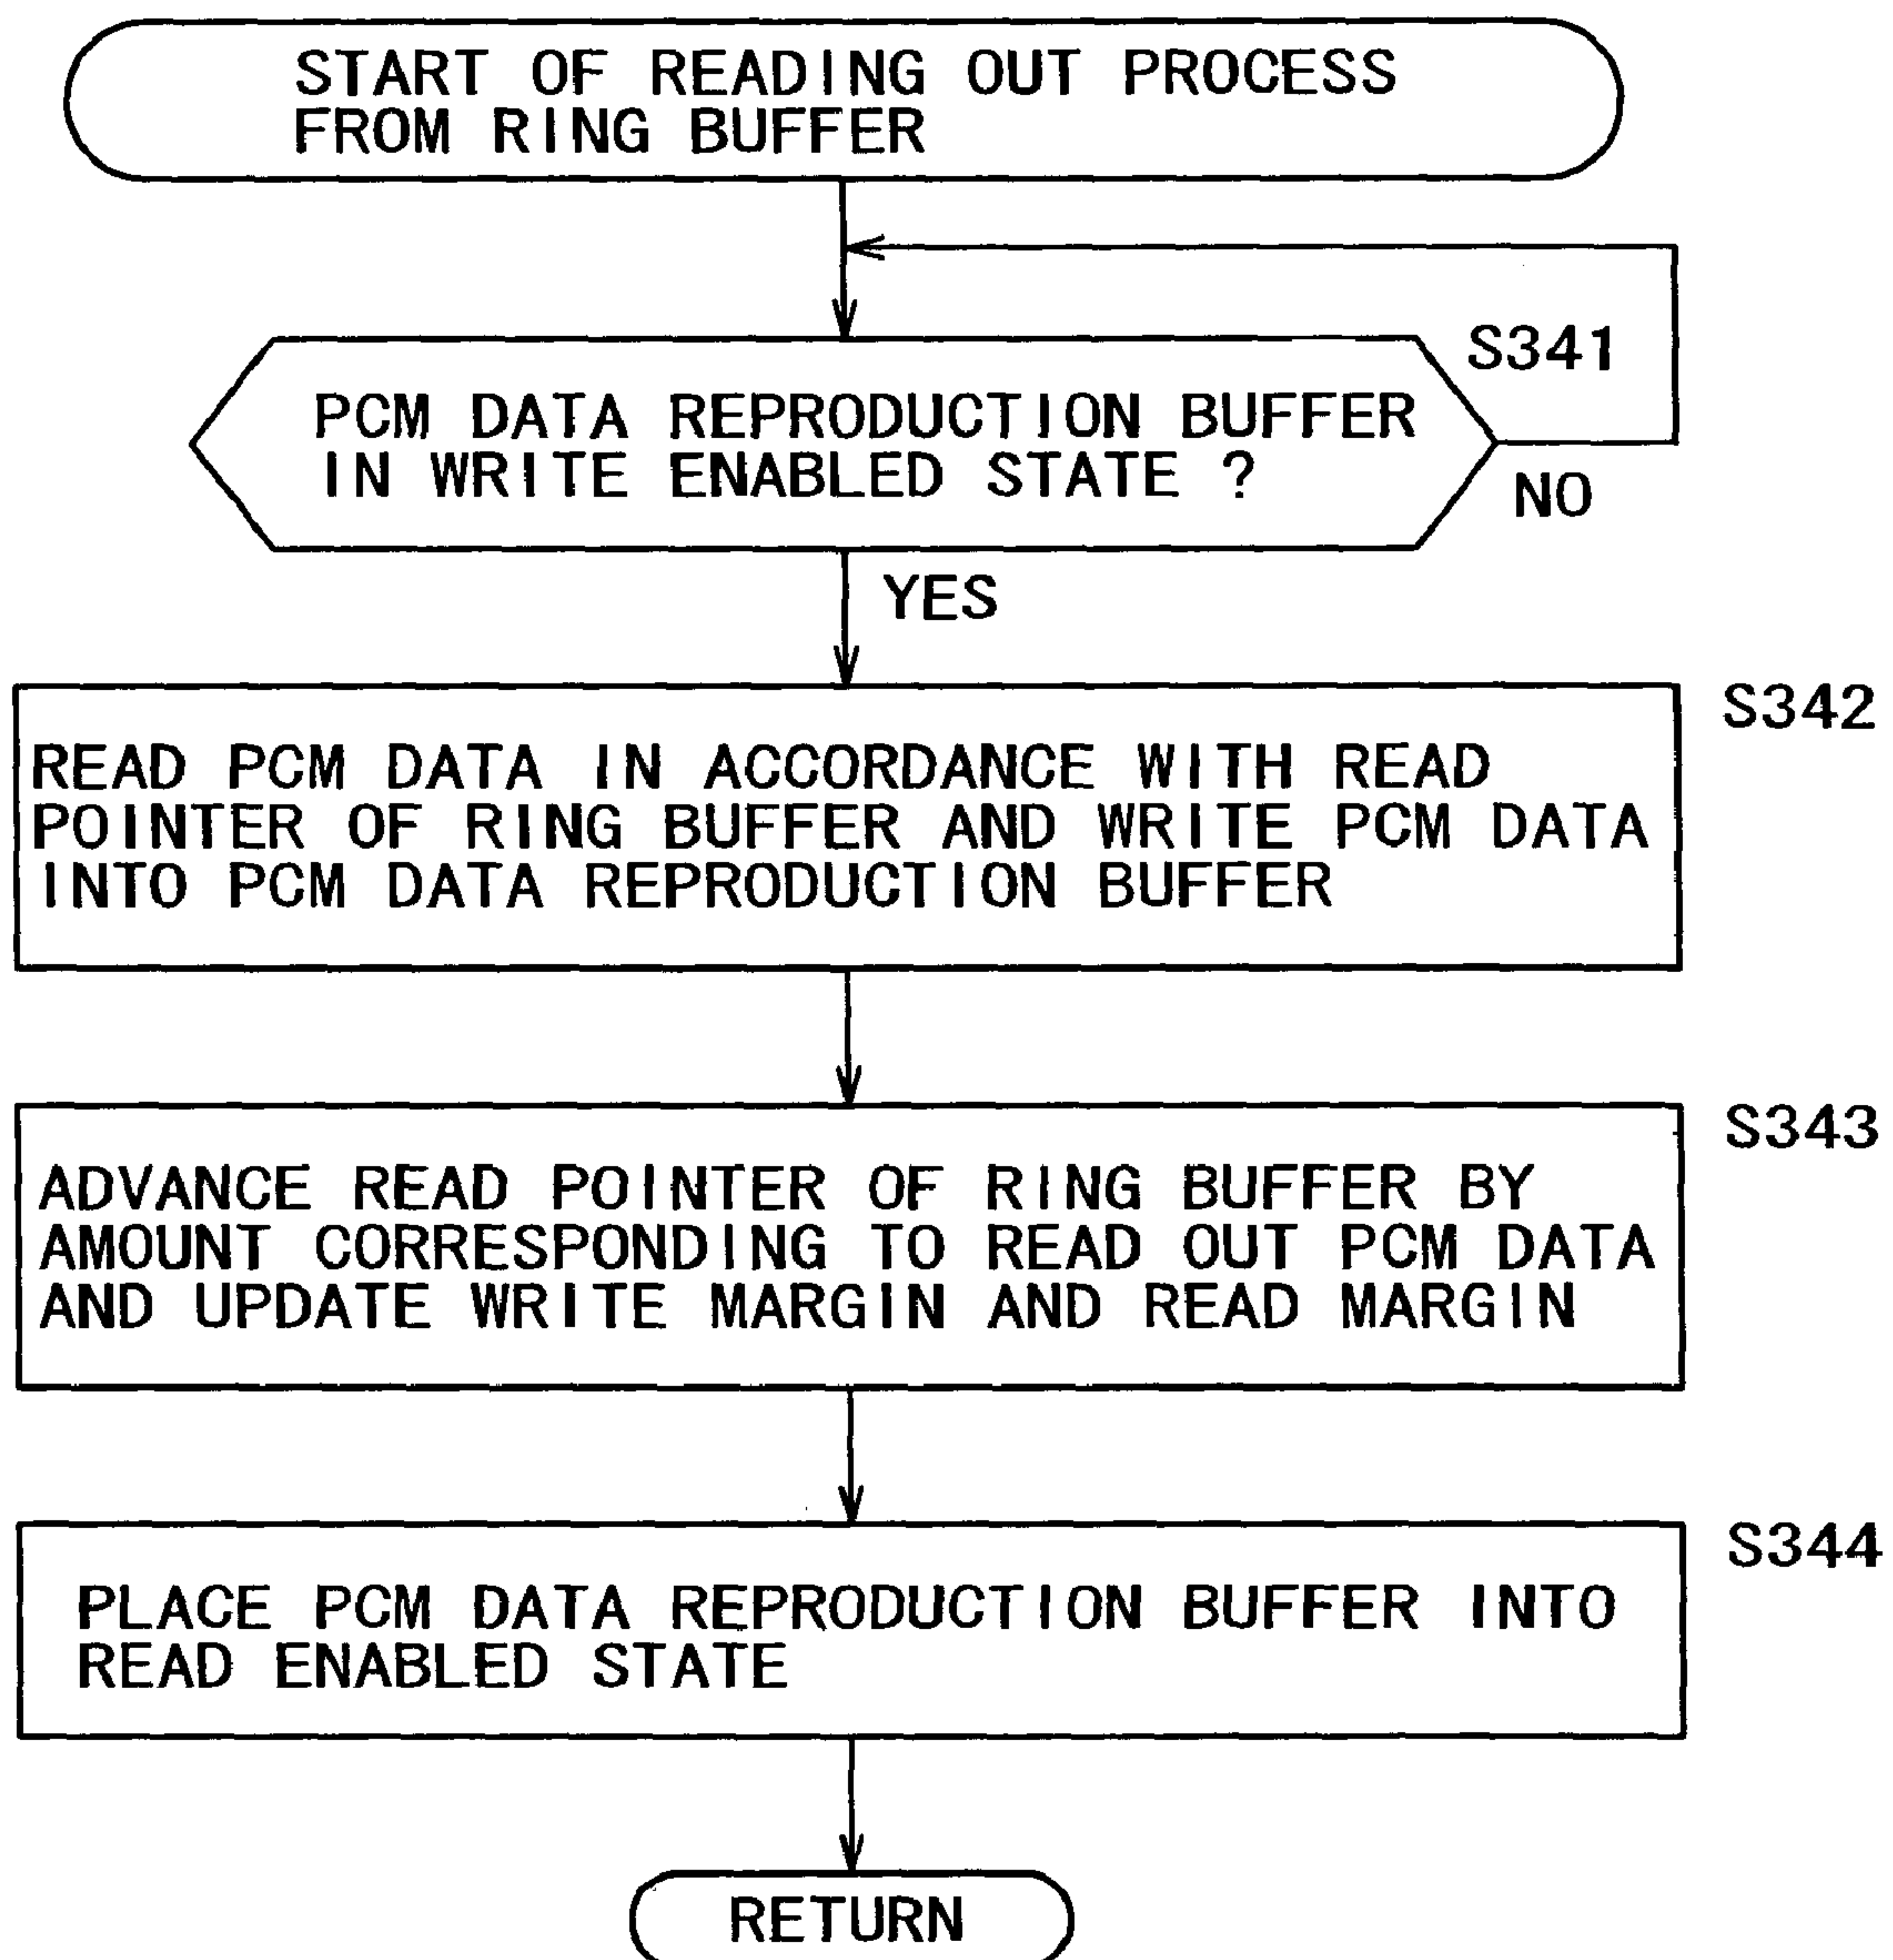 START OF READING OUT PROCESS
FROM RING BUFFER
S341
PCM DATA REPRODUCTION BUFFER
IN WRITE ENABLED STATE ?
NO
YES
S342
READ PCM DATA IN ACCORDANCE WITH READ
POINTER OF RING BUFFER AND WRITE PCM DATA
INTO PCM DATA REPRODUCTION BUFFER
S343
ADVANCE READ POINTER OF RING BUFFER BY
AMOUNT CORRESPONDING TO READ OUT PCM DATA
AND UPDATE WRITE MARGIN AND READ MARGIN
S344
PLACE PCM DATA REPRODUCTION BUFFER INTO
READ ENABLED STATE
RETURN